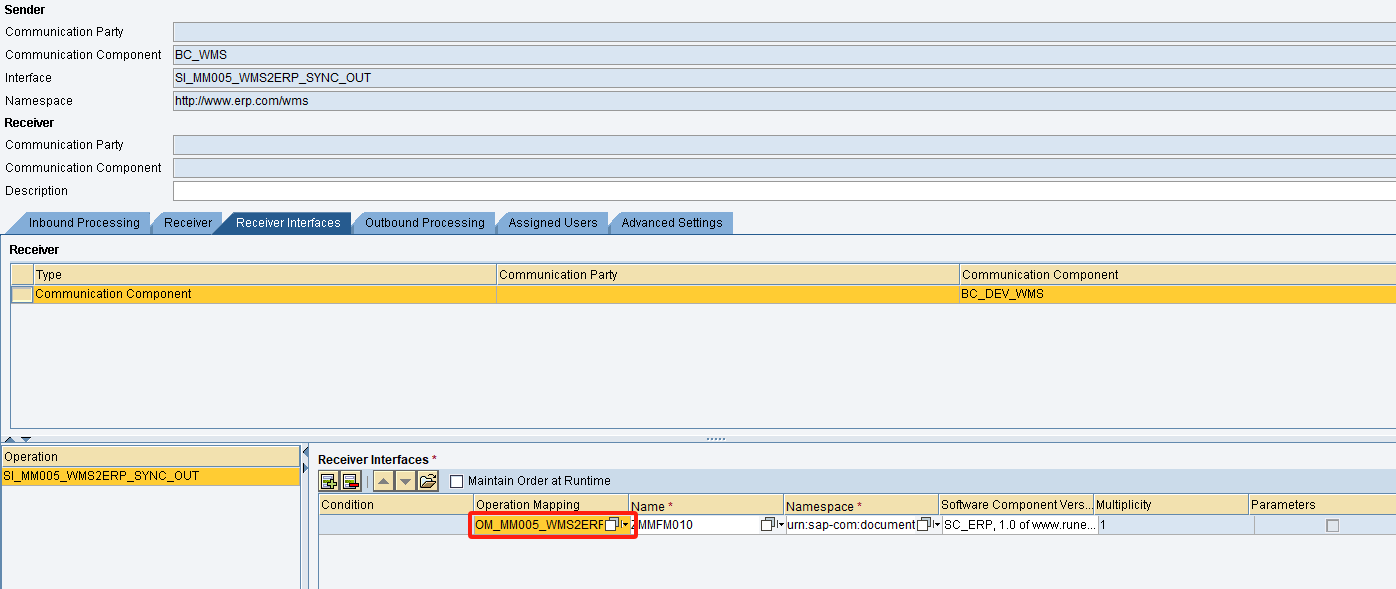 Sender
Communication Party
Communication Component BC_WMS
Interface SI_MM005_WMS2ERP_SYNC_OUT
Namespace http://www.erp.com/wms
Receiver
Communication Party
Communication Component
Description
Inbound Processing Receiver Receiver Interfaces Outbound Processing Assigned Users Advanced Settings
Receiver
Type Communication Party Communication Component
Communication Component BC_DEV_WMS
Operation
SI_MM005_WMS2ERP_SYNC_OUT
Receiver Interfaces *
Maintain Order at Runtime
Condition Operation Mapping Name * Namespace * Software Component Vers... Multiplicity Parameters
OM_MM005_WMS2ERF ZMMFM010 urn:sap-com:document SC_ERP, 1.0 of www.rune... 1